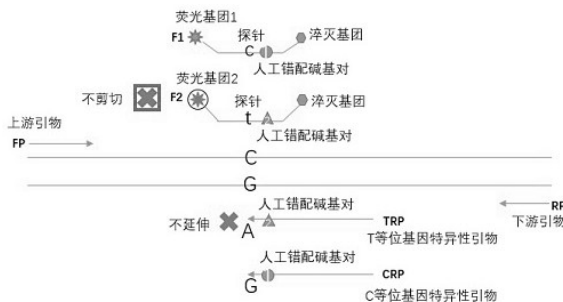 荧光基团1
F1
探针
淬灭基团
C
人工错配碱基对
荧光基团2
不剪切
F2
探针
淬灭基团
t
人工错配碱基对
上游引物
FP
C
G
人工错配碱基对
RP
不延伸
A
TRP
下游引物
T等位基因特异性引物
人工错配碱基对
G
CRP
C等位基因特异性引物